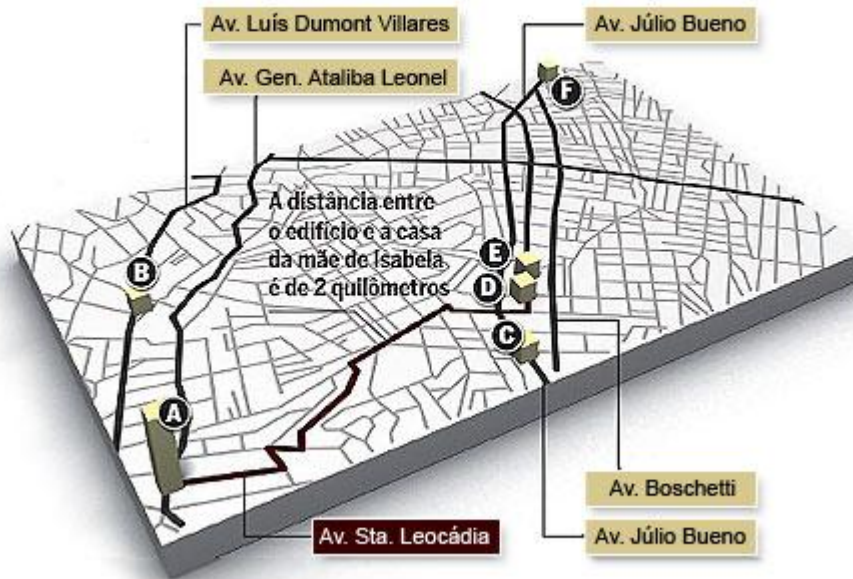 Av. Luís Dumont Villares
Av. Júlio Bueno
Av. Gen. Ataliba Leonel
F
A distância entre
o edifício e a casa
da mãe de Isabela
é de 2 quilômetros
B
E
D
C
A
Av. Boschetti
Av. Sta. Leocádia
Av. Júlio Bueno